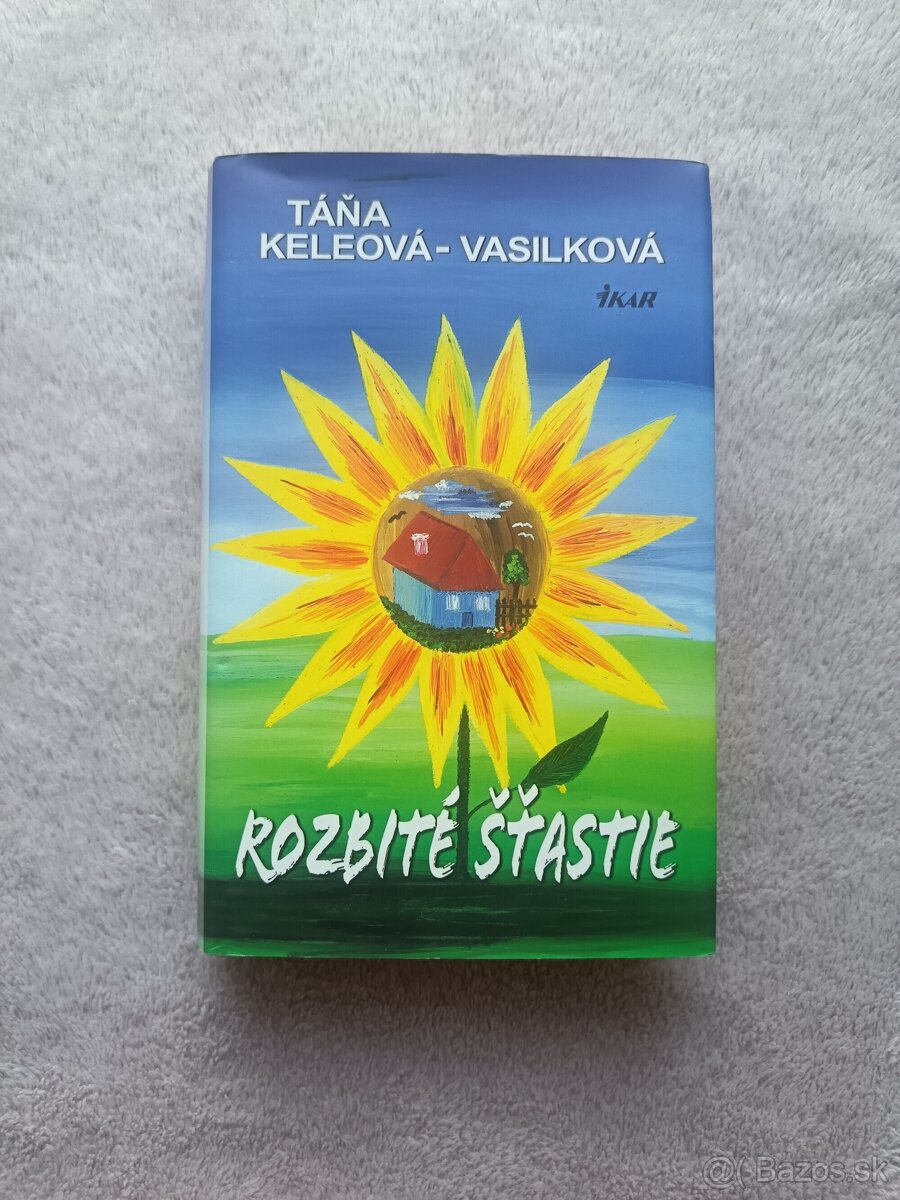 TÁŇA
KELEOVÁ-VASILKOVÁ
IKAR
ROZBITÉ ŠŤASTIE
@( Bazos.sk